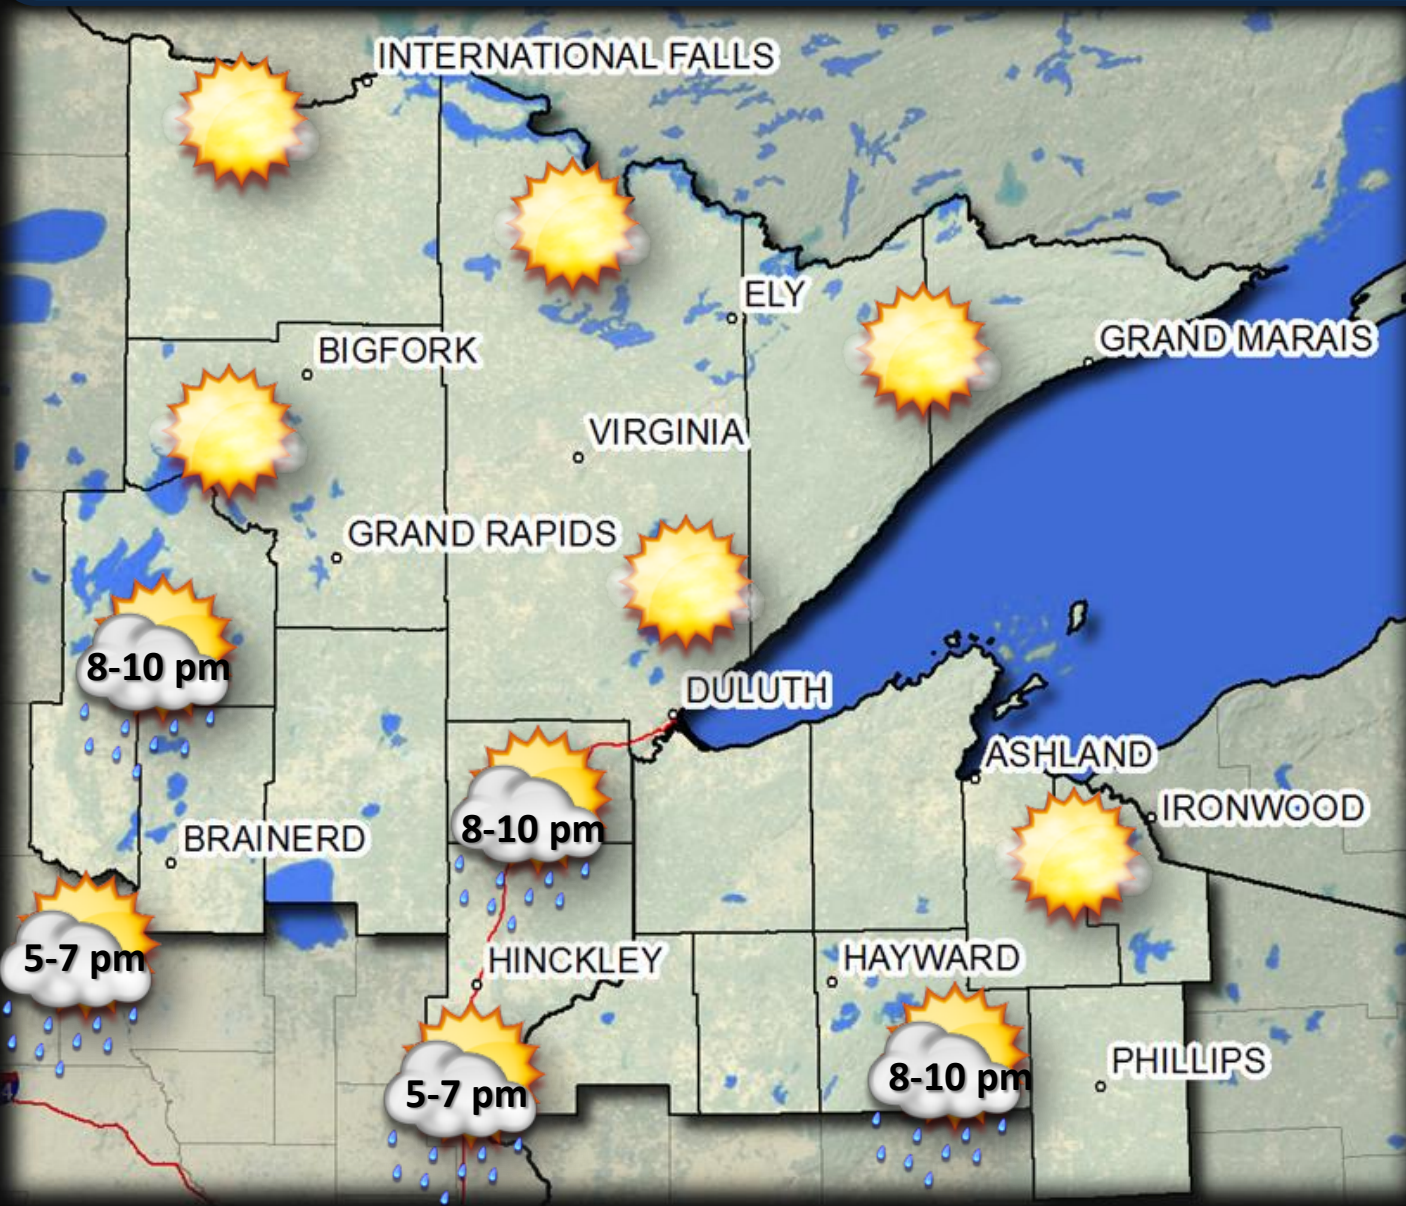 INTERNATIONAL FALLS
ELY
GRAND MARAIS
BIGFORK
VIRGINIA
GRAND RAPIDS
8-10 pm
DULUTH
ASHLAND
IRONWOOD
8-10 pm
BRAINERD
5-7 pm
HINCKLEY
HAYWARD
PHILLIPS
8-10 pm
5-7 pm